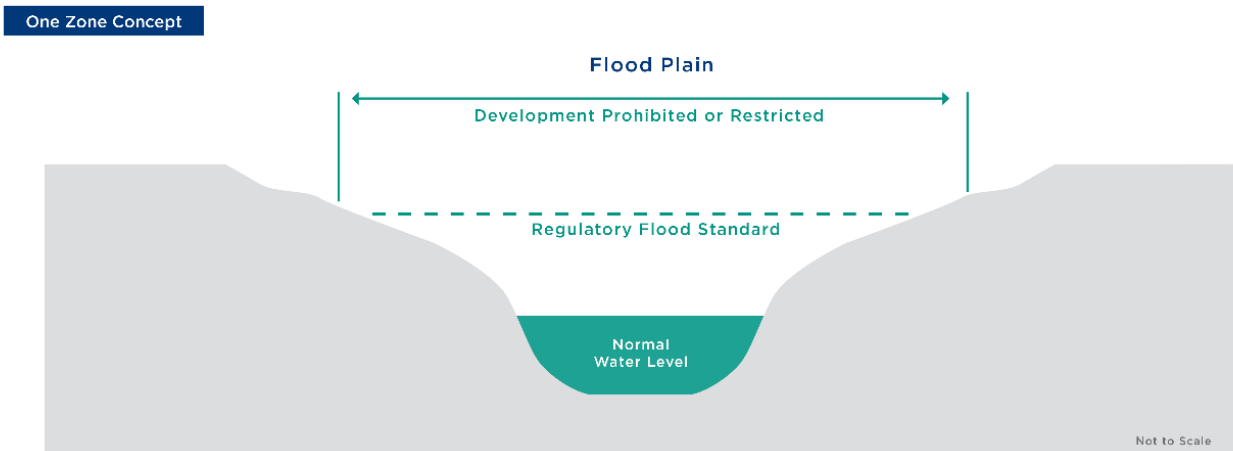 One Zone Concept
Flood Plain
Development Prohibited or Restricted
Regulatory Flood Standard
Normal
Water Level
Not to Scale